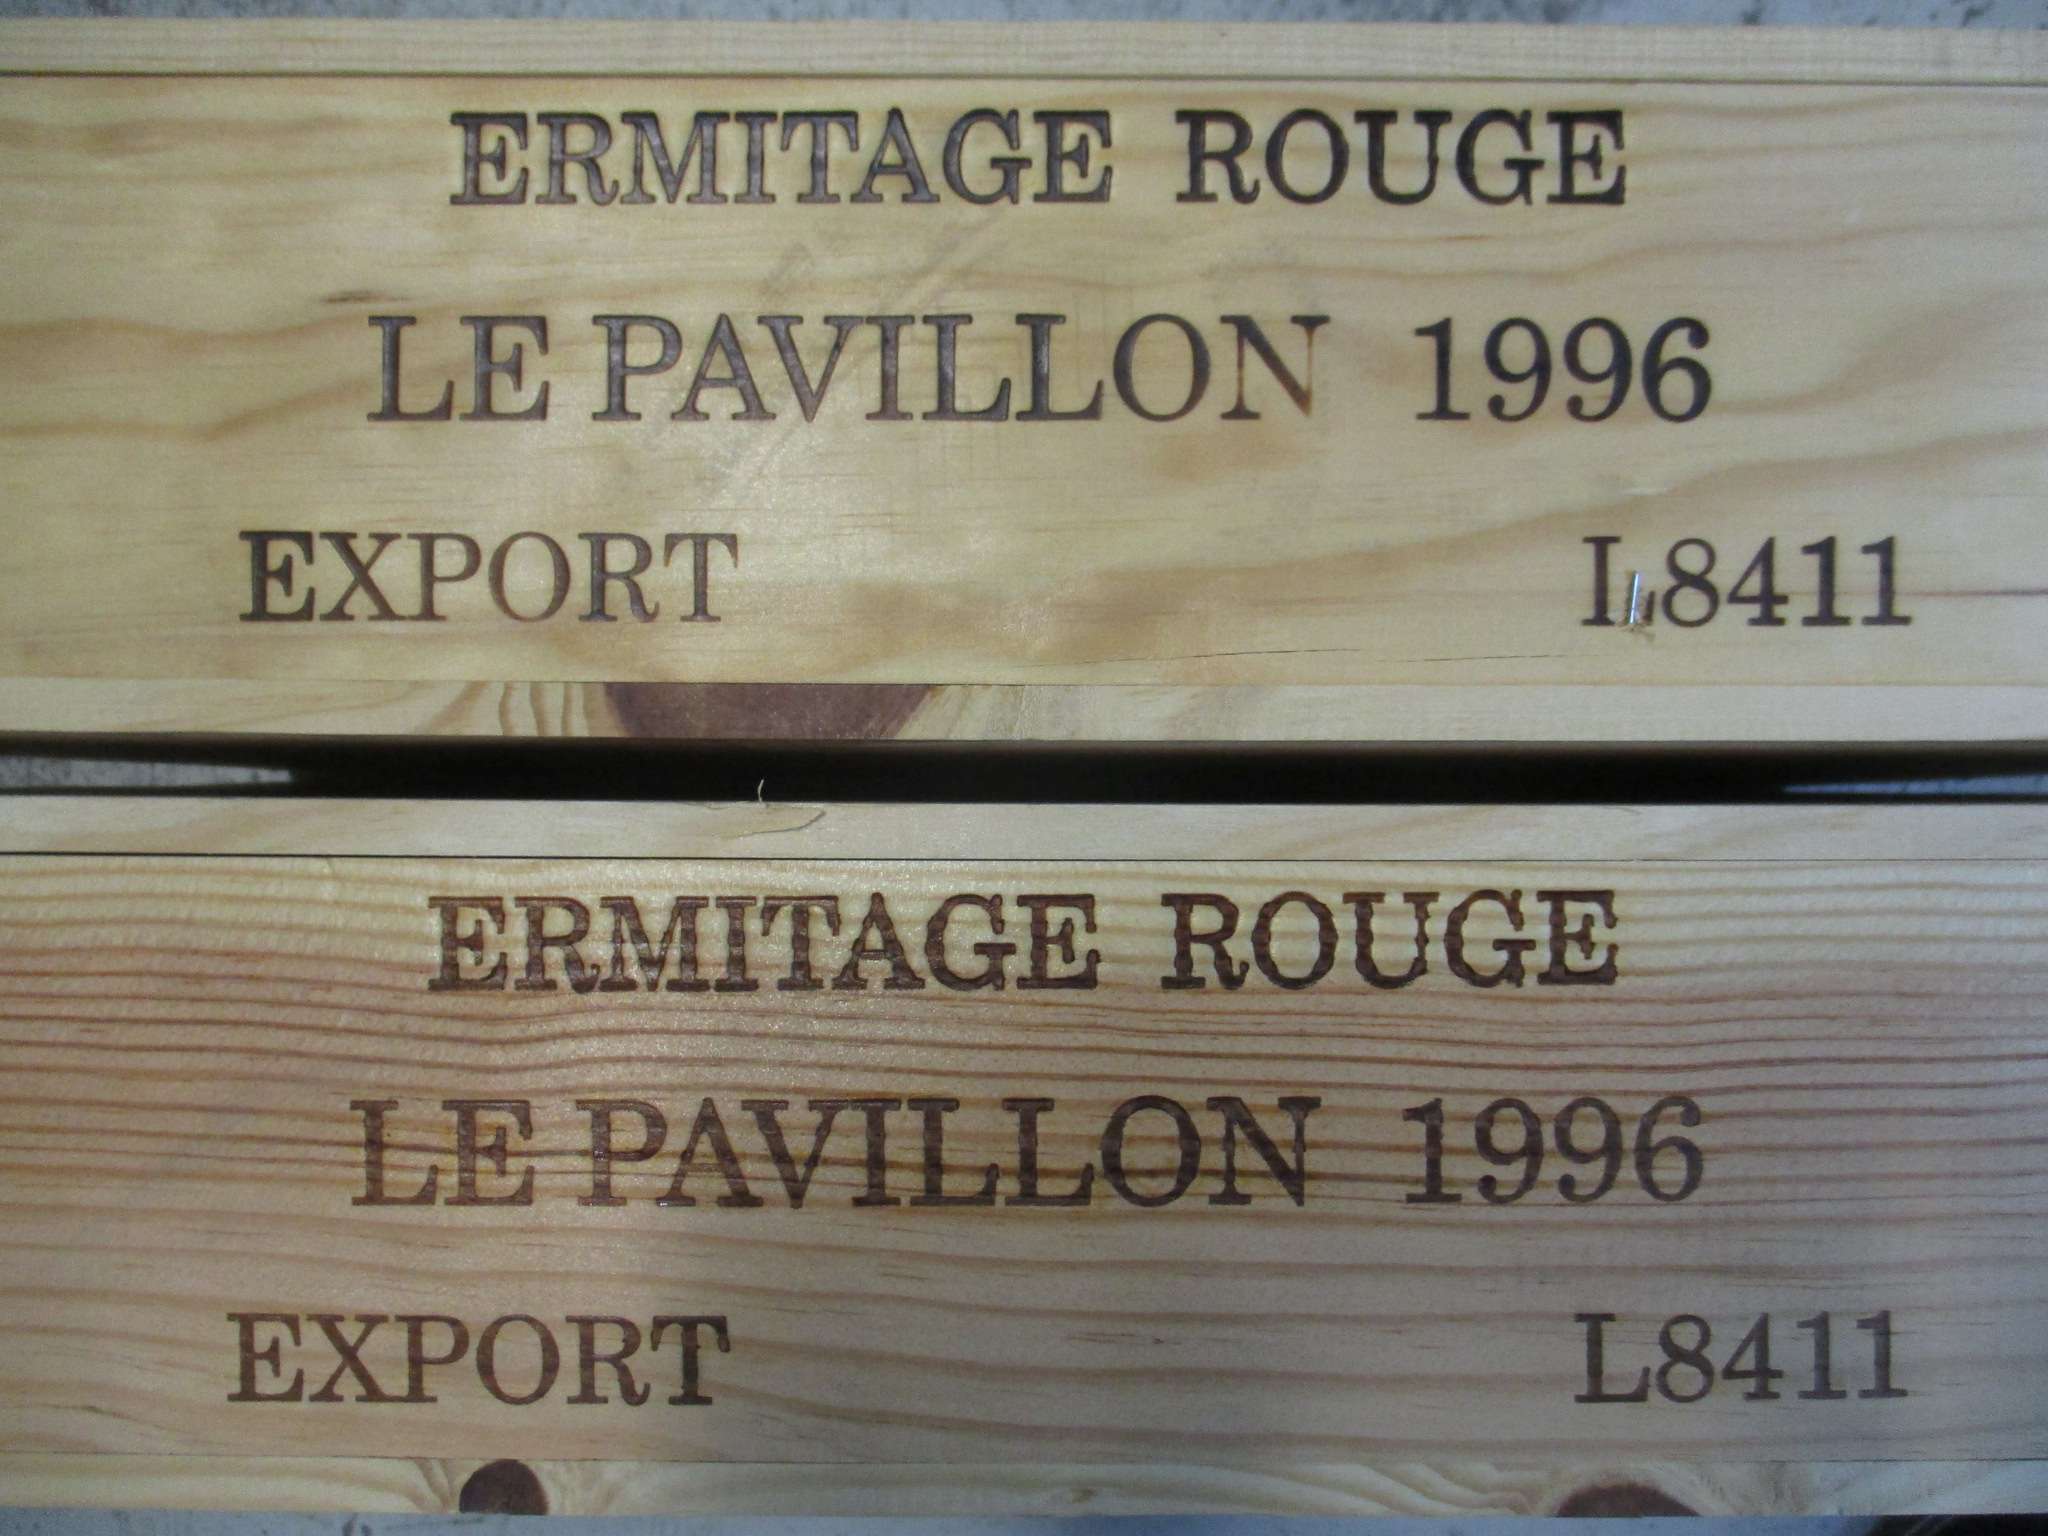 ERMITAGE ROUGE
LE PAVILLON 1996
EXPORT L8411
ERMITAGE ROUGE
LE PAVILLON 1996
EXPORT L8411